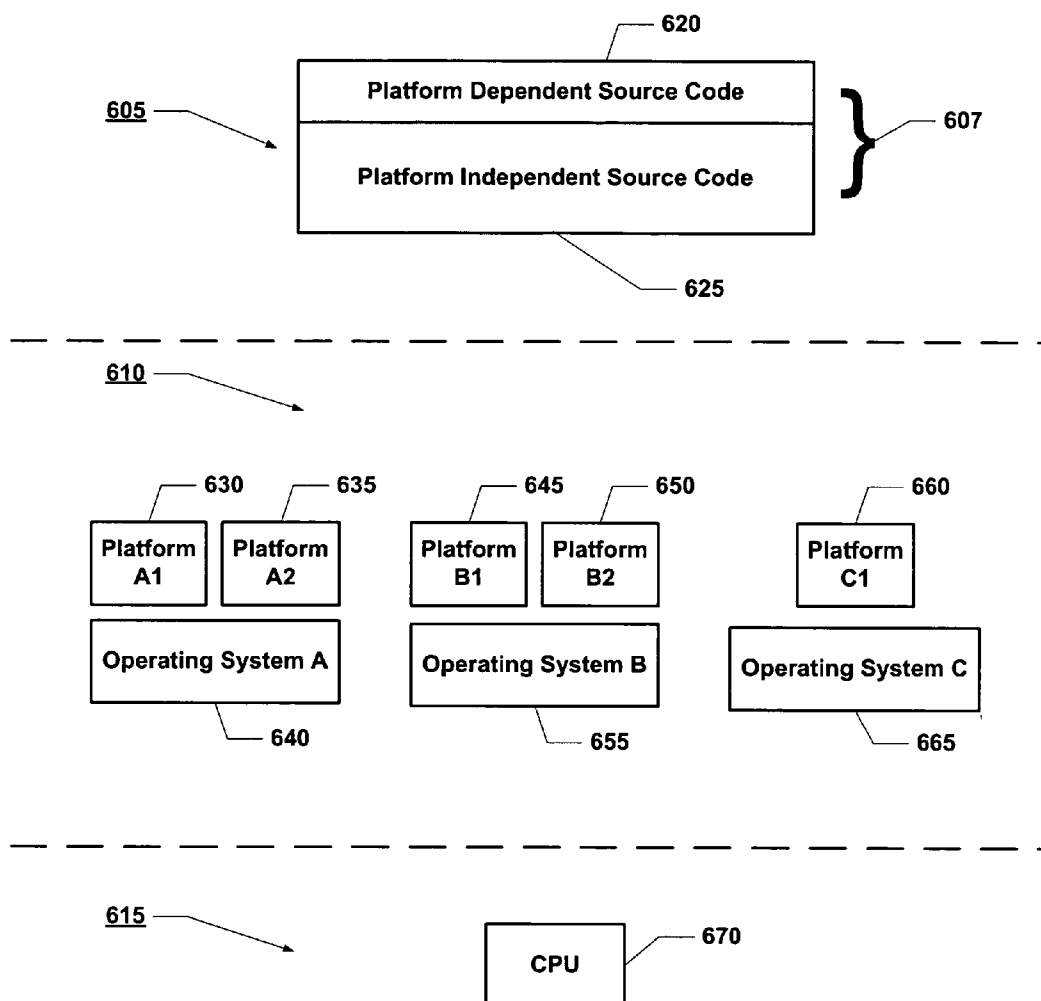 620
Platform Dependent Source Code
605
607
Platform Independent Source Code
625
610
630
635
645
650
660
Platform
A1
Platform
A2
Platform
B1
Platform
B2
Platform
C1
Operating System A
Operating System B
Operating System C
640
655
665
615
670
CPU